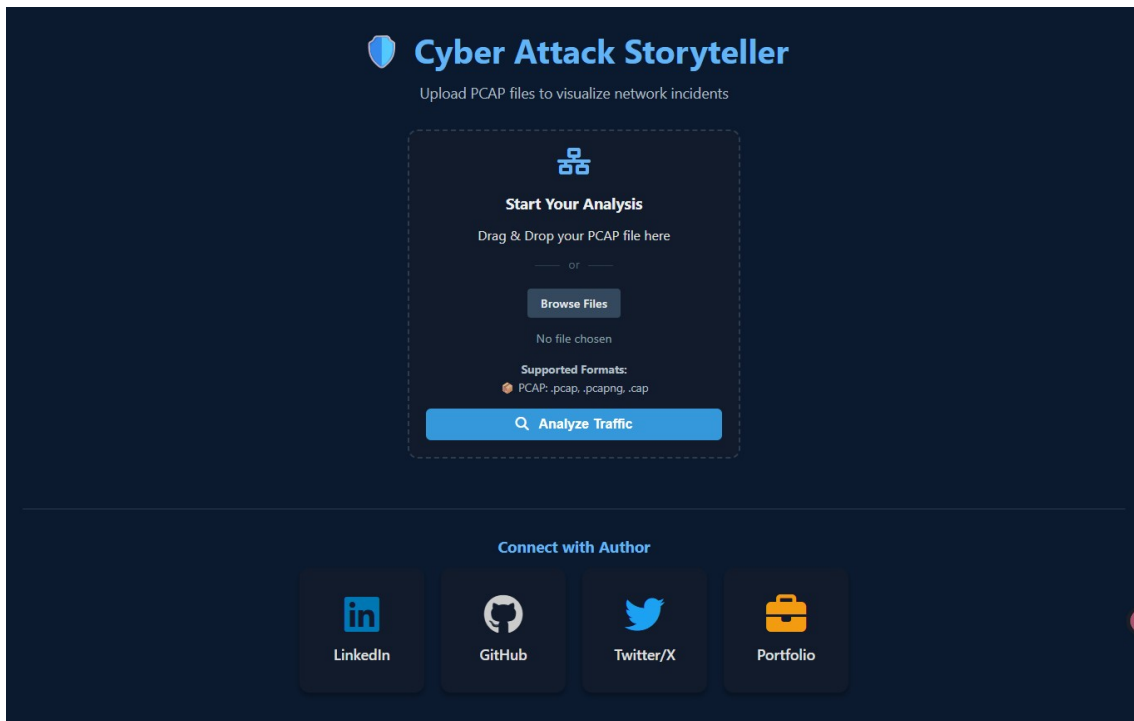 Cyber Attack Storyteller
Upload PCAP files to visualize network incidents
Start Your Analysis
Drag & Drop your PCAP file here
or
Browse Files
No file chosen
Supported Formats:
PCAP: .pcap, .pcapng, .cap
Analyze Traffic
Connect with Author
in
LinkedIn
GitHub
Twitter/X
Portfolio